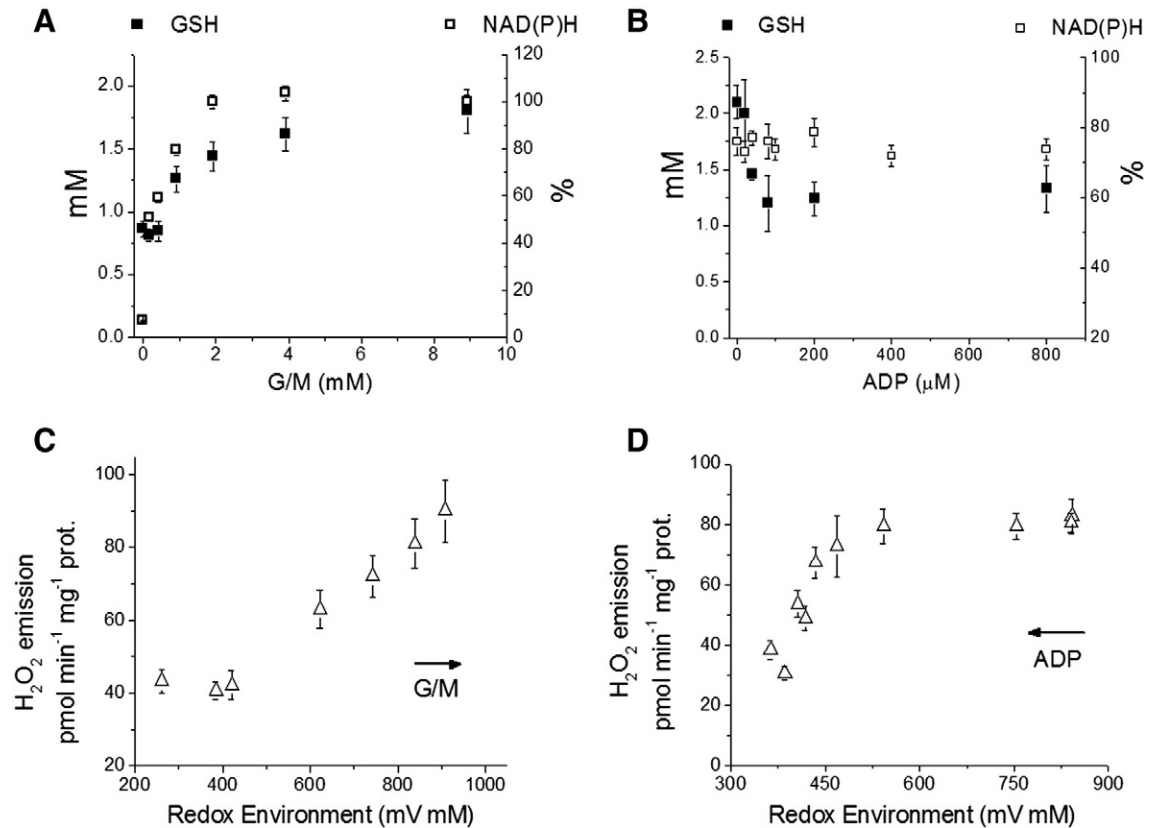 A
GSH
NAD(P)H
2.0
1.5
1.0
0.5
0.0
mM
120
100
80
60
40
20
0
%
0 2 4 6 8 10
G/M (mM)
B
GSH
NAD(P)H
2.5
2.0
1.5
1.0
0.5
0.0
mM
100
80
60
40
20
%
0 200 400 600 800
ADP (μM)
C
100
80
60
40
20
H₂O₂ emission
pmol min⁻¹ mg⁻¹ prot.
G/M
200 400 600 800 1000
Redox Environment (mV mM)
D
100
80
60
40
20
0
H₂O₂ emission
pmol min⁻¹ mg⁻¹ prot.
ADP
300 450 600 750 900
Redox Environment (mV mM)